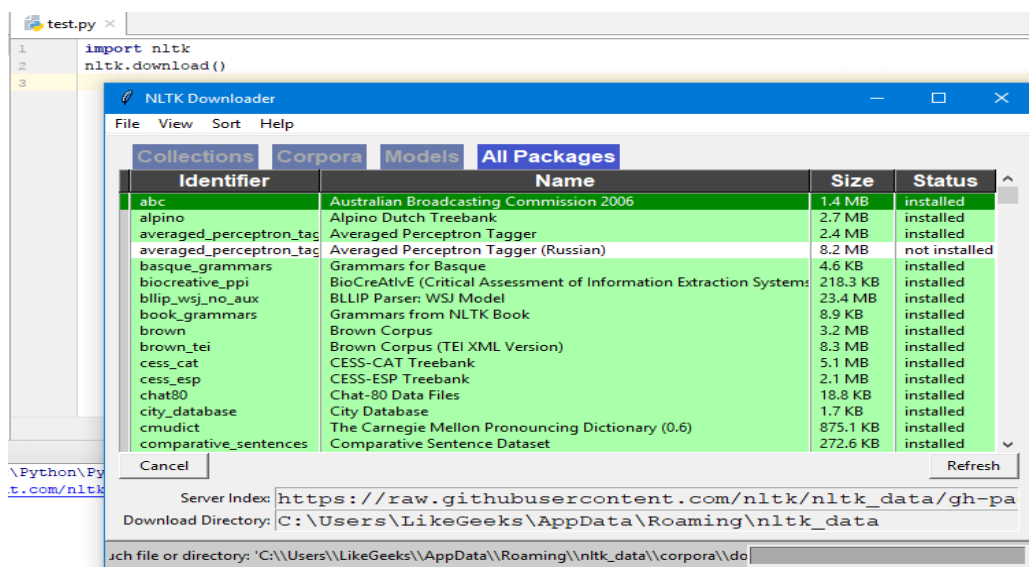 test.py
1 import nltk
2 nltk.download()
3
NLTK Downloader
File View Sort Help
Collections Corpora Models All Packages
Identifier Name Size Status
abc Australian Broadcasting Commission 2006 1.4 MB installed
alpino Alpino Dutch Treebank 2.7 MB installed
averaged_perceptron_tag Averaged Perceptron Tagger 2.4 MB installed
averaged_perceptron_tag Averaged Perceptron Tagger (Russian) 8.2 MB not installed
basque_grammars Grammars for Basque 4.6 KB installed
biocreative_ppi BioCreAtIvE (Critical Assessment of Information Extraction Systems 218.3 KB installed
bllip_wsj_no_aux BLLIP Parser: WSJ Model 23.4 MB installed
book_grammars Grammars from NLTK Book 8.9 KB installed
brown Brown Corpus 3.2 MB installed
brown_tei Brown Corpus (TEI XML Version) 8.3 MB installed
cess_cat CESS-CAT Treebank 5.1 MB installed
cess_esp CESS-ESP Treebank 2.1 MB installed
chat80 Chat-80 Data Files 18.8 KB installed
city_database City Database 1.7 KB installed
cmudict The Carnegie Mellon Pronouncing Dictionary (0.6) 875.1 KB installed
comparative_sentences Comparative Sentence Dataset 272.6 KB installed
Cancel Refresh
\Python\Py
t.com/nltk
Server Index: https://raw.githubusercontent.com/nltk/nltk_data/gh-pa
Download Directory: C:\Users\LikeGeeks\AppData\Roaming\nltk_data
uch file or directory: 'C:\\Users\\LikeGeeks\\AppData\\Roaming\\nltk_data\\corpora\\do